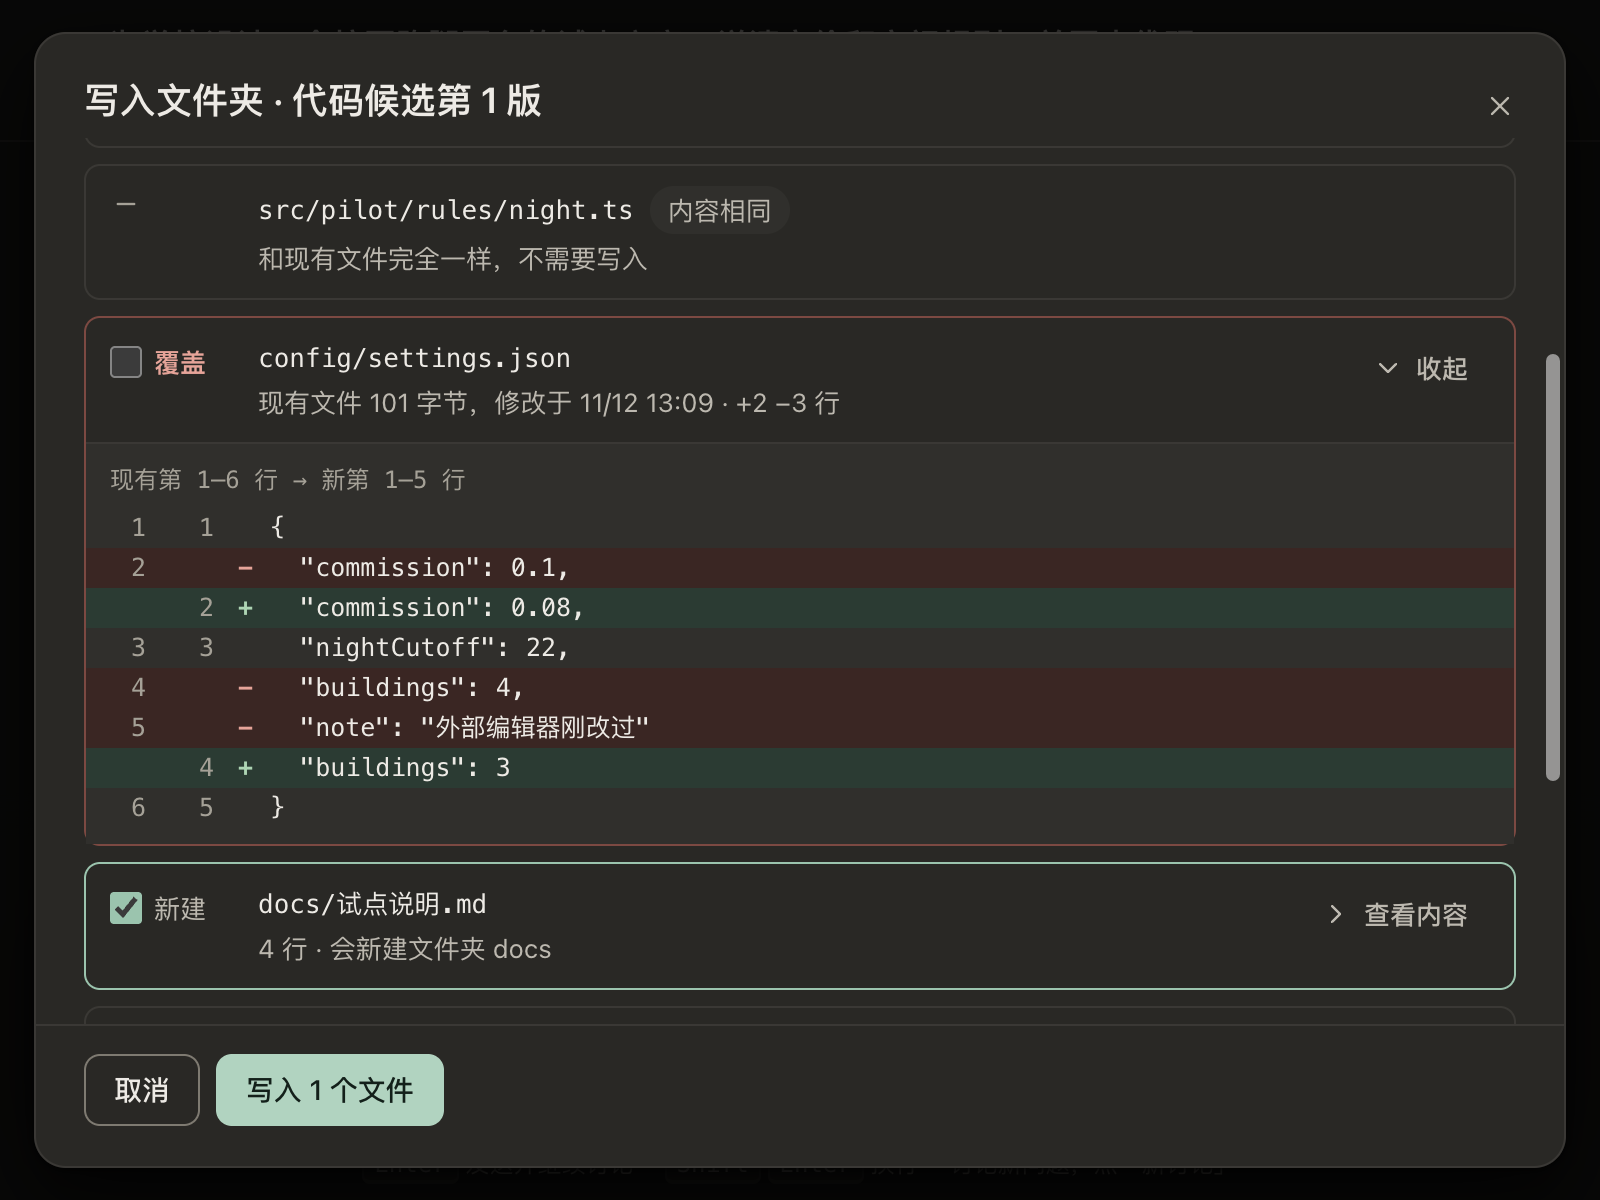 写入文件夹 · 代码候选第 1 版
src/pilot/rules/night.ts 内容相同
和现有文件完全一样，不需要写入
覆盖 config/settings.json 收起
现有文件 101 字节，修改于 11/12 13:09 · +2 −3 行
现有第 1–6 行 → 新第 1–5 行
1 1 {
2 − "commission": 0.1,
2 + "commission": 0.08,
3 3 "nightCutoff": 22,
4 − "buildings": 4,
5 − "note": "外部编辑器刚改过"
4 + "buildings": 3
6 5 }
新建 docs/试点说明.md 查看内容
4 行 · 会新建文件夹 docs
取消 写入 1 个文件